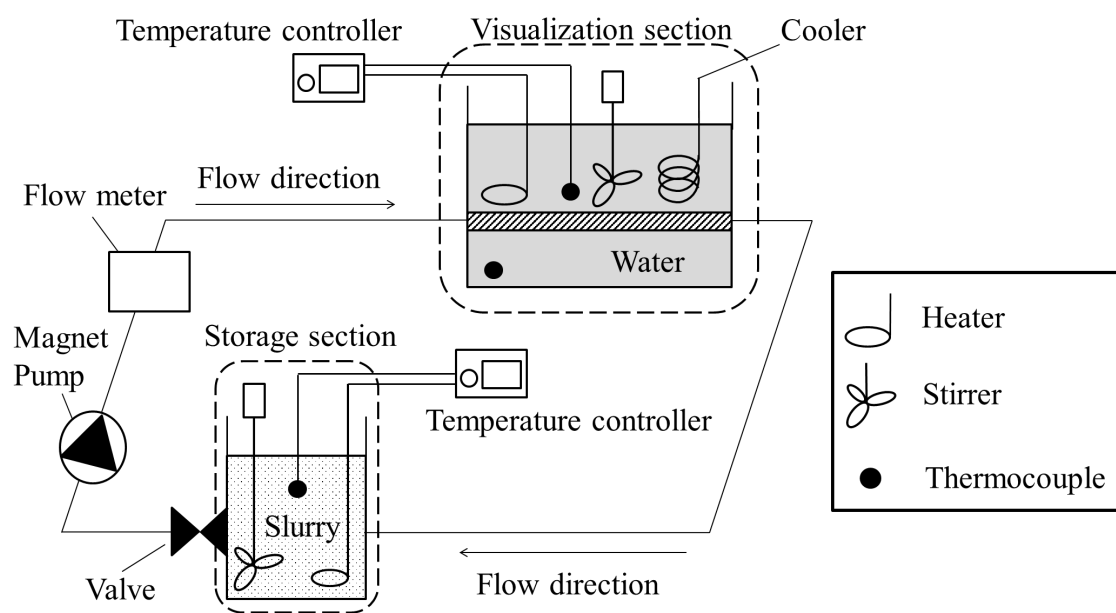 Temperature controller
Visualization section
Cooler
Flow direction
Flow meter
Water
Magnet
Pump
Storage section
Heater
Temperature controller
Stirrer
Thermocouple
Slurry
Valve
Flow direction